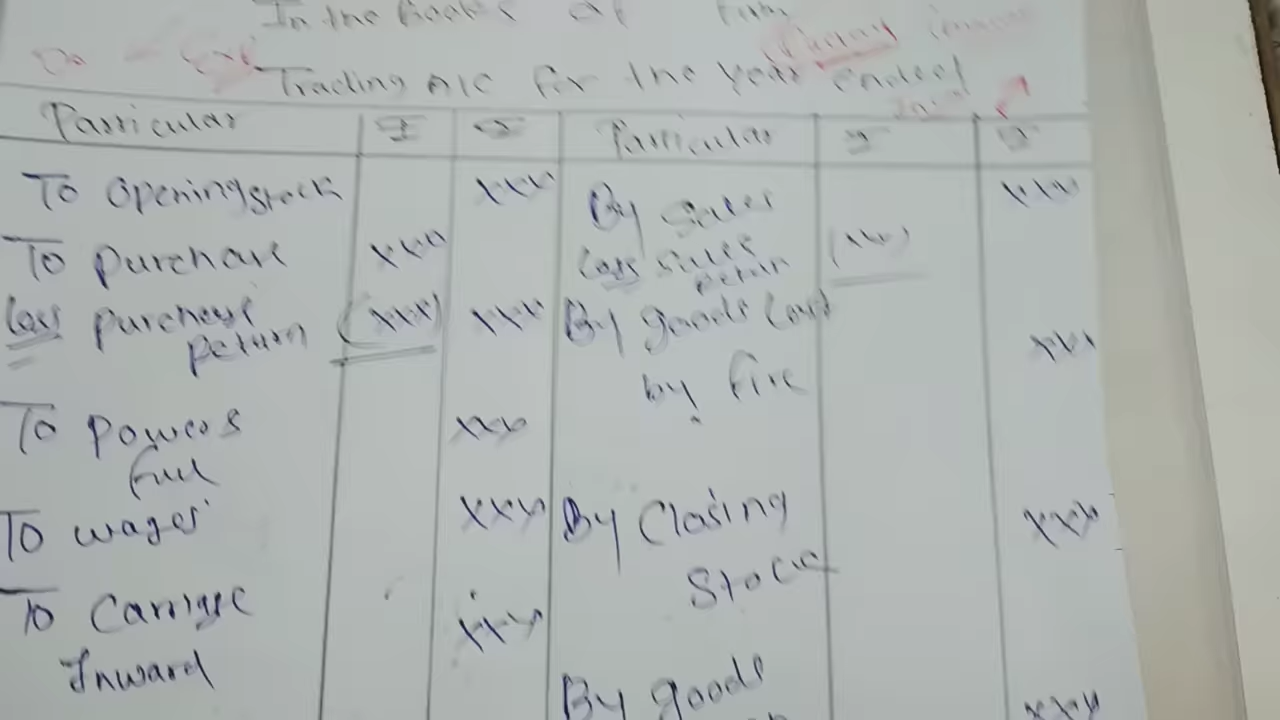 In the Books of
Trading A/C for the year ended
Particular ₹ ₹ Particular ₹ ₹
To Opening stock xxx By Sales xxx
To purchase xxx Less sales return (xxx)
Less purchase return (xxx) xxx By goods Lost by fire xxx
To Power & fuel xxx
To wages xxx By Closing Stock xxx
To Carriage Inward xxx
By goods xxx